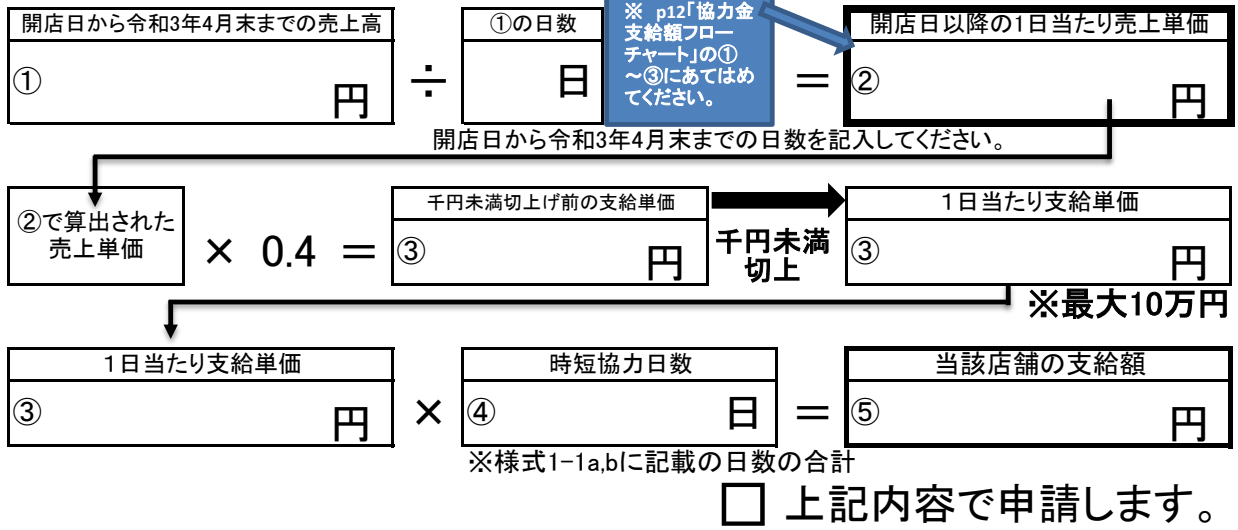 開店日から令和3年4月末までの売上高
① 円
÷
①の日数
日
※ p12「協力金
支給額フロー
チャート」の①
~③にあてはめ
てください。
=
開店日以降の1日当たり売上単価
② 円
開店日から令和3年4月末までの日数を記入してください。
②で算出された
売上単価
× 0.4 =
千円未満切上げ前の支給単価
③ 円
千円未満
切上
1日当たり支給単価
③ 円
※最大10万円
1日当たり支給単価
③ 円
×
時短協力日数
④ 日
=
当該店舗の支給額
⑤ 円
※様式1-1a,bに記載の日数の合計
□ 上記内容で申請します。